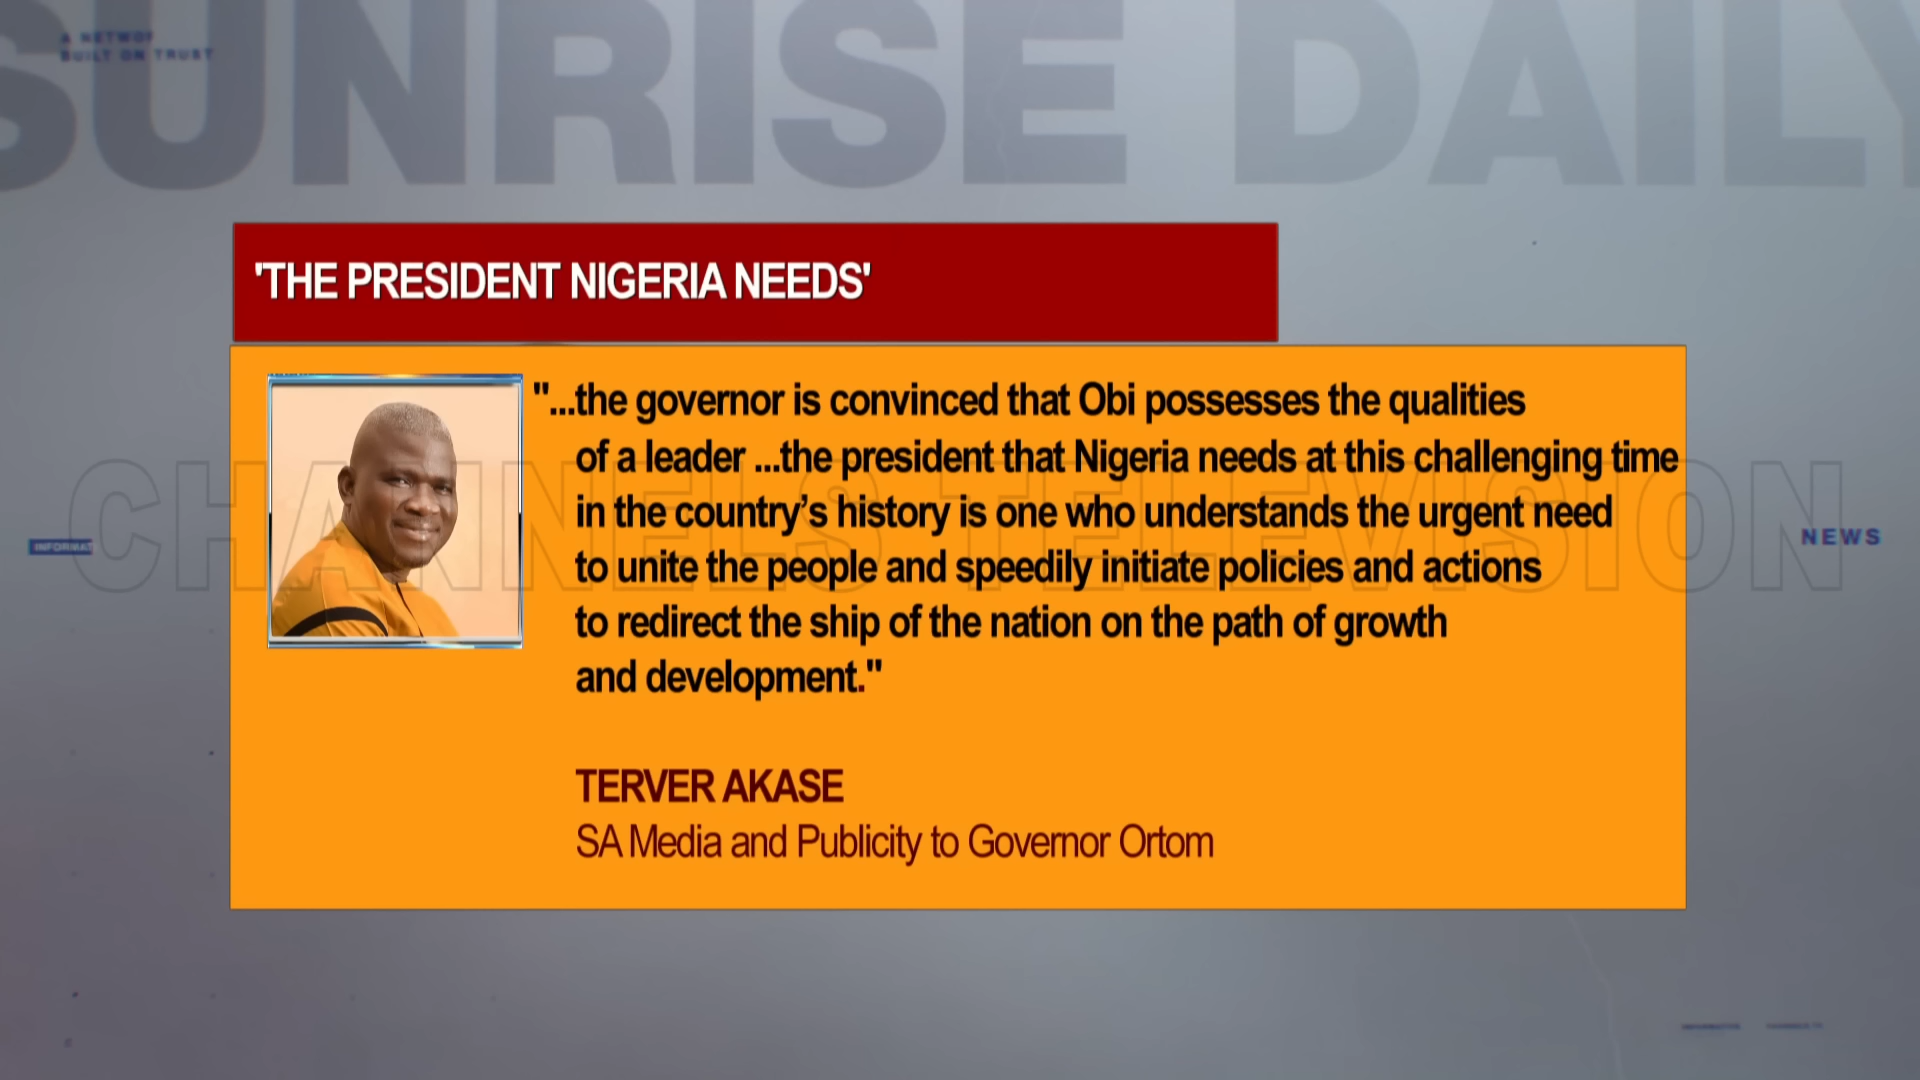 SUNRISE DAILY
BUILT ON TRUST
'THE PRESIDENT NIGERIA NEEDS'
"...the governor is convinced that Obi possesses the qualities
of a leader ...the president that Nigeria needs at this challenging time
in the country’s history is one who understands the urgent need
to unite the people and speedily initiate policies and actions
to redirect the ship of the nation on the path of growth
and development."
CHANNELS TELEVISION
NEWS
TERVER AKASE
SA Media and Publicity to Governor Ortom